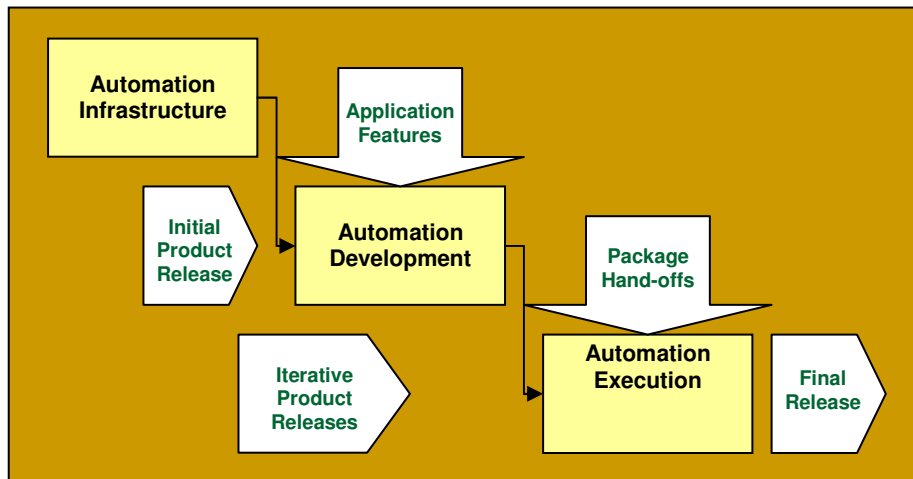 Automation
Infrastructure
Application
Features
Initial
Product
Release
Automation
Development
Package
Hand-offs
Iterative
Product
Releases
Automation
Execution
Final
Release